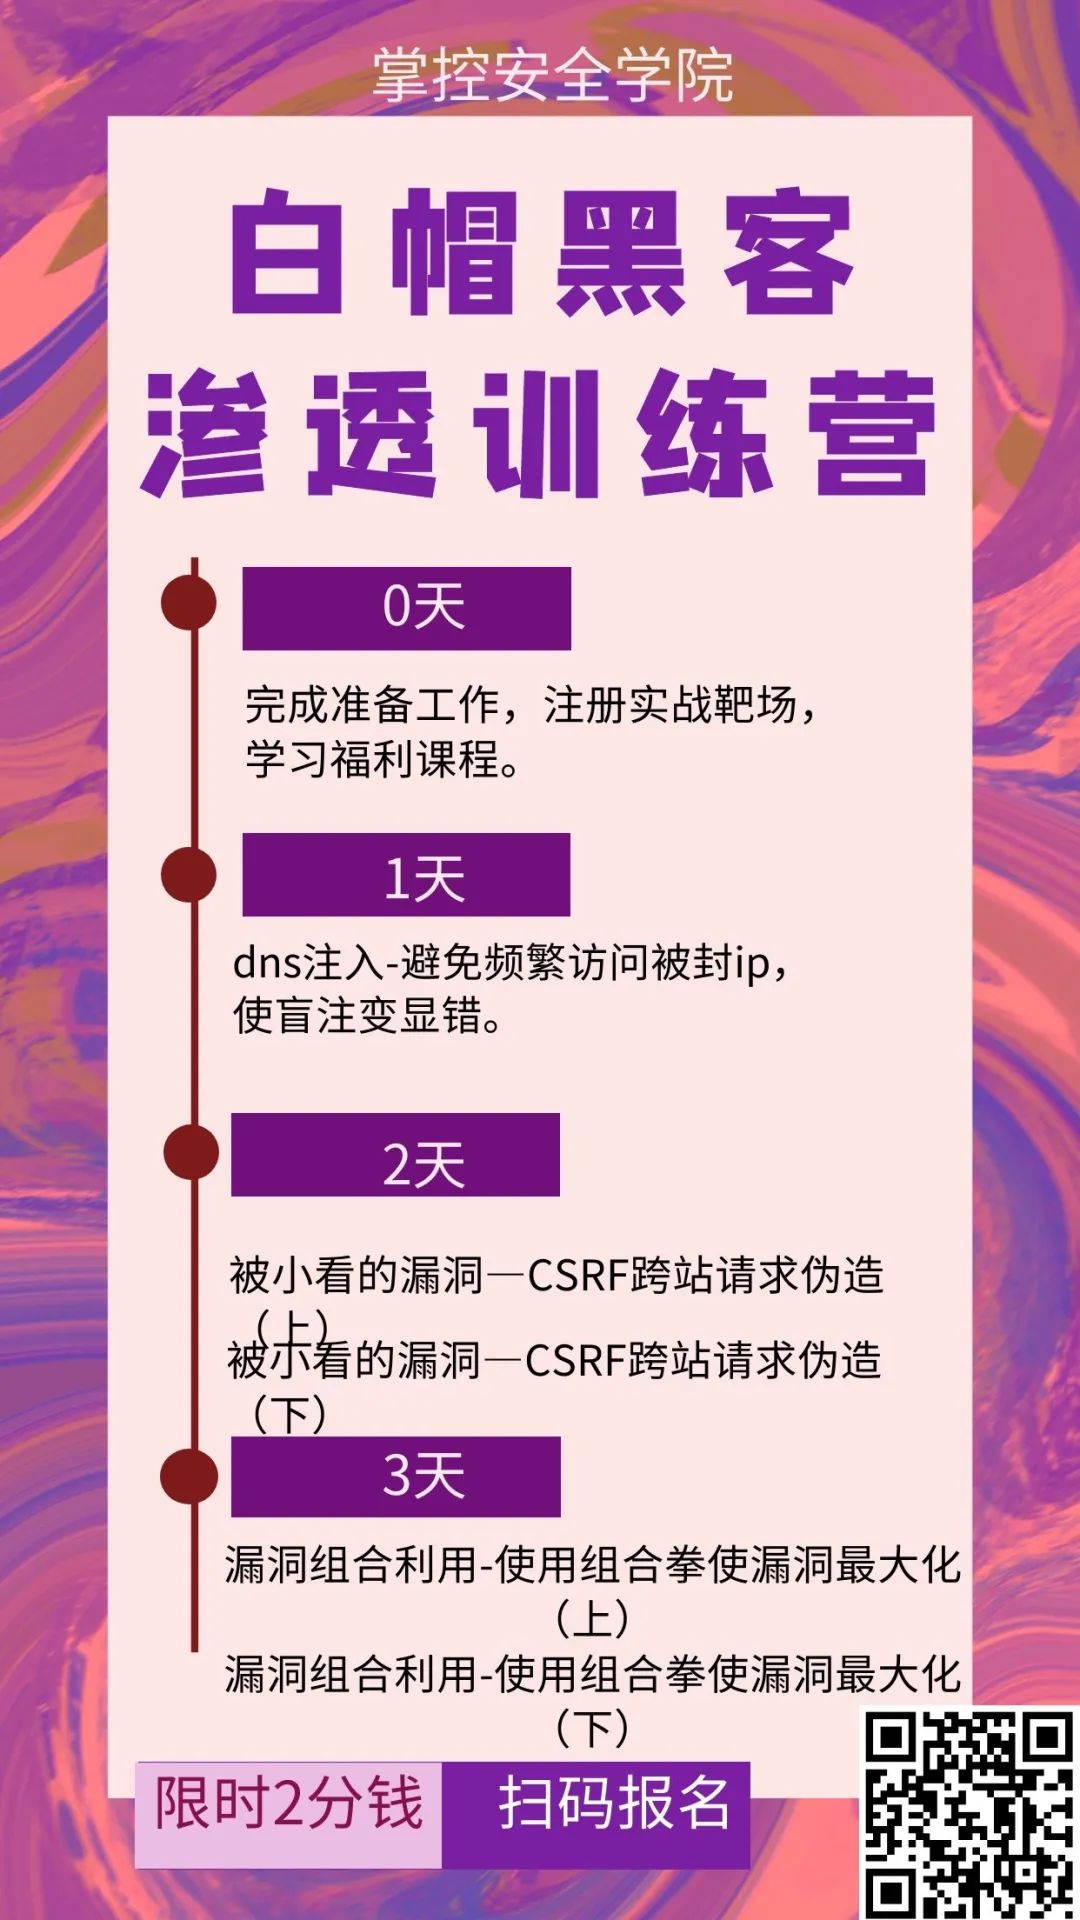 掌控安全学院
白帽黑客
渗透训练营
0天
完成准备工作，注册实战靶场，
学习福利课程。
1天
dns注入-避免频繁访问被封ip，
使盲注变显错。
2天
被小看的漏洞—CSRF跨站请求伪造
（上）
被小看的漏洞—CSRF跨站请求伪造
（下）
3天
漏洞组合利用-使用组合拳使漏洞最大化
（上）
漏洞组合利用-使用组合拳使漏洞最大化
（下）
限时2分钱
扫码报名